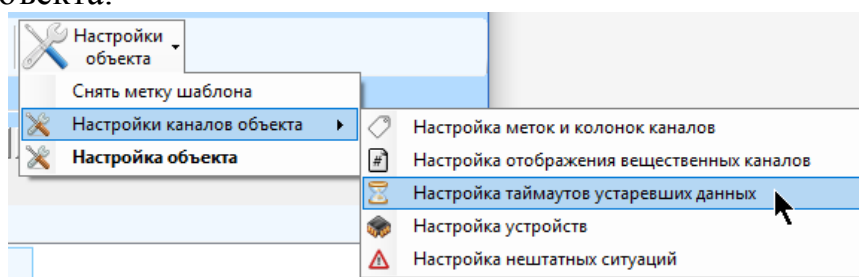 Настройки
объекта
Снять метку шаблона
Настройки каналов объекта
Настройка объекта
Настройка меток и колонок каналов
Настройка отображения вещественных каналов
Настройка таймаутов устаревших данных
Настройка устройств
Настройка нештатных ситуаций